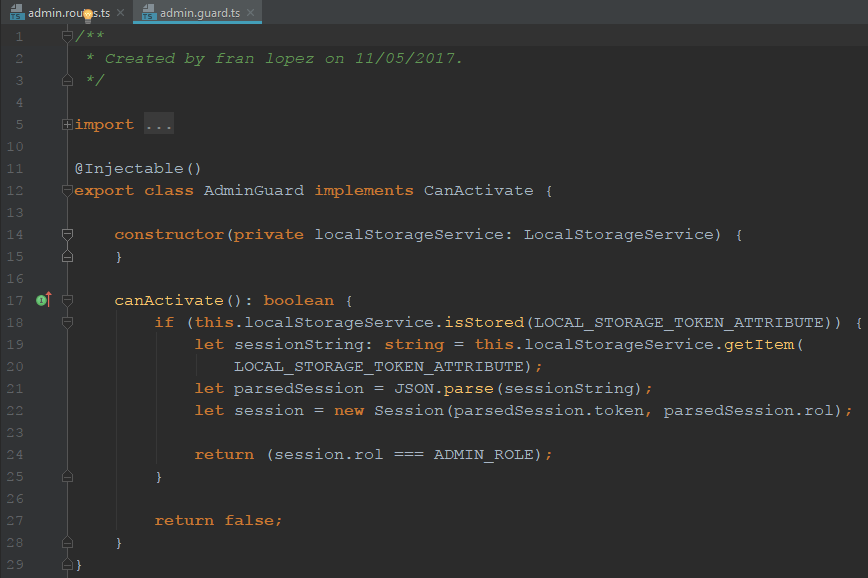 admin.routes.ts admin.guard.ts
1 /**
2 * Created by fran lopez on 11/05/2017.
3 */
4
5 import ...
10
11 @Injectable()
12 export class AdminGuard implements CanActivate {
13
14 constructor(private localStorageService: LocalStorageService) {
15 }
16
17 canActivate(): boolean {
18 if (this.localStorageService.isStored(LOCAL_STORAGE_TOKEN_ATTRIBUTE)) {
19 let sessionString: string = this.localStorageService.getItem(
20 LOCAL_STORAGE_TOKEN_ATTRIBUTE);
21 let parsedSession = JSON.parse(sessionString);
22 let session = new Session(parsedSession.token, parsedSession.rol);
23
24 return (session.rol === ADMIN_ROLE);
25 }
26
27 return false;
28 }
29 }